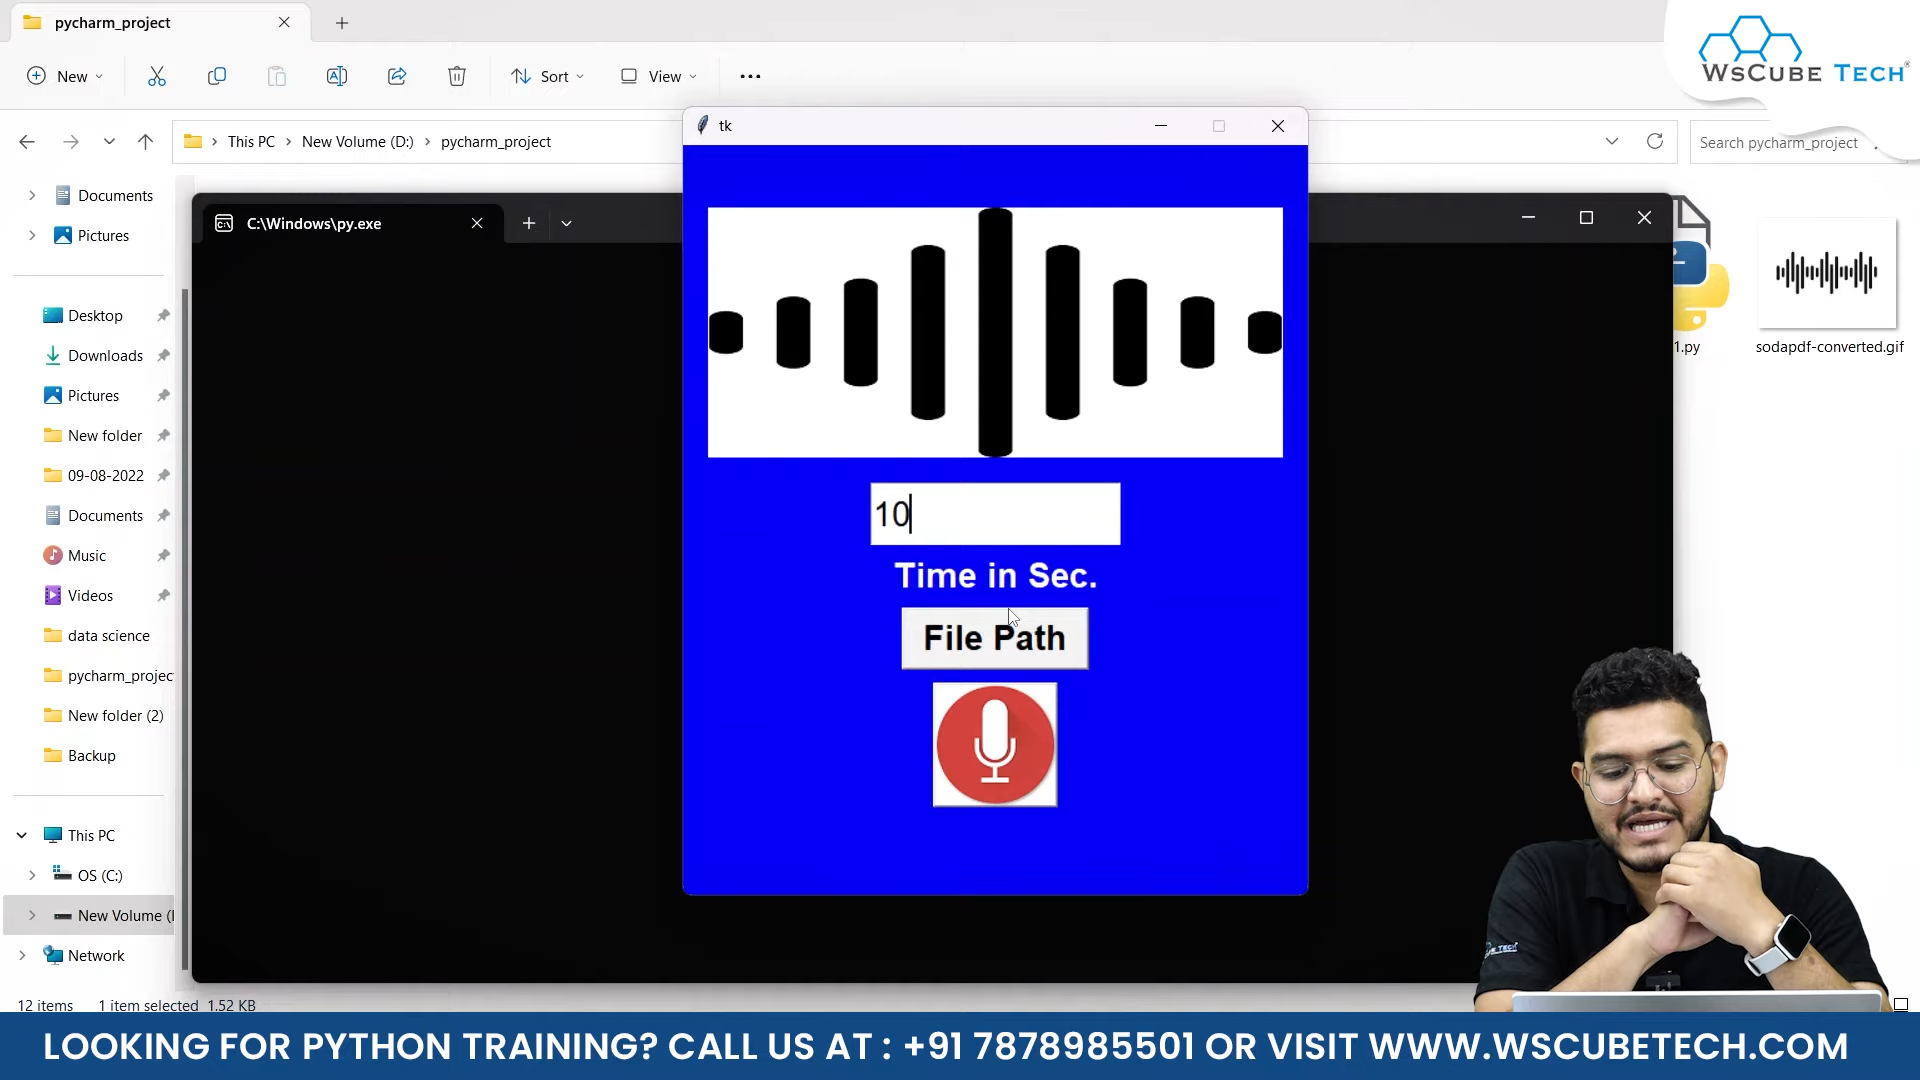 pycharm_project
WsCube Tech®
New
Sort
View
This PC
New Volume (D:)
pycharm_project
Search pycharm_project
tk
Documents
Pictures
C:\Windows\py.exe
Desktop
Downloads
Pictures
New folder
09-08-2022
Documents
Music
Videos
data science
pycharm_projec
New folder (2)
Backup
This PC
OS (C:)
New Volume (
Network
1.py
sodapdf-converted.gif
10
Time in Sec.
File Path
12 items
1 item selected 1.52 KB
LOOKING FOR PYTHON TRAINING? CALL US AT : +91 7878985501 OR VISIT WWW.WSCUBETECH.COM